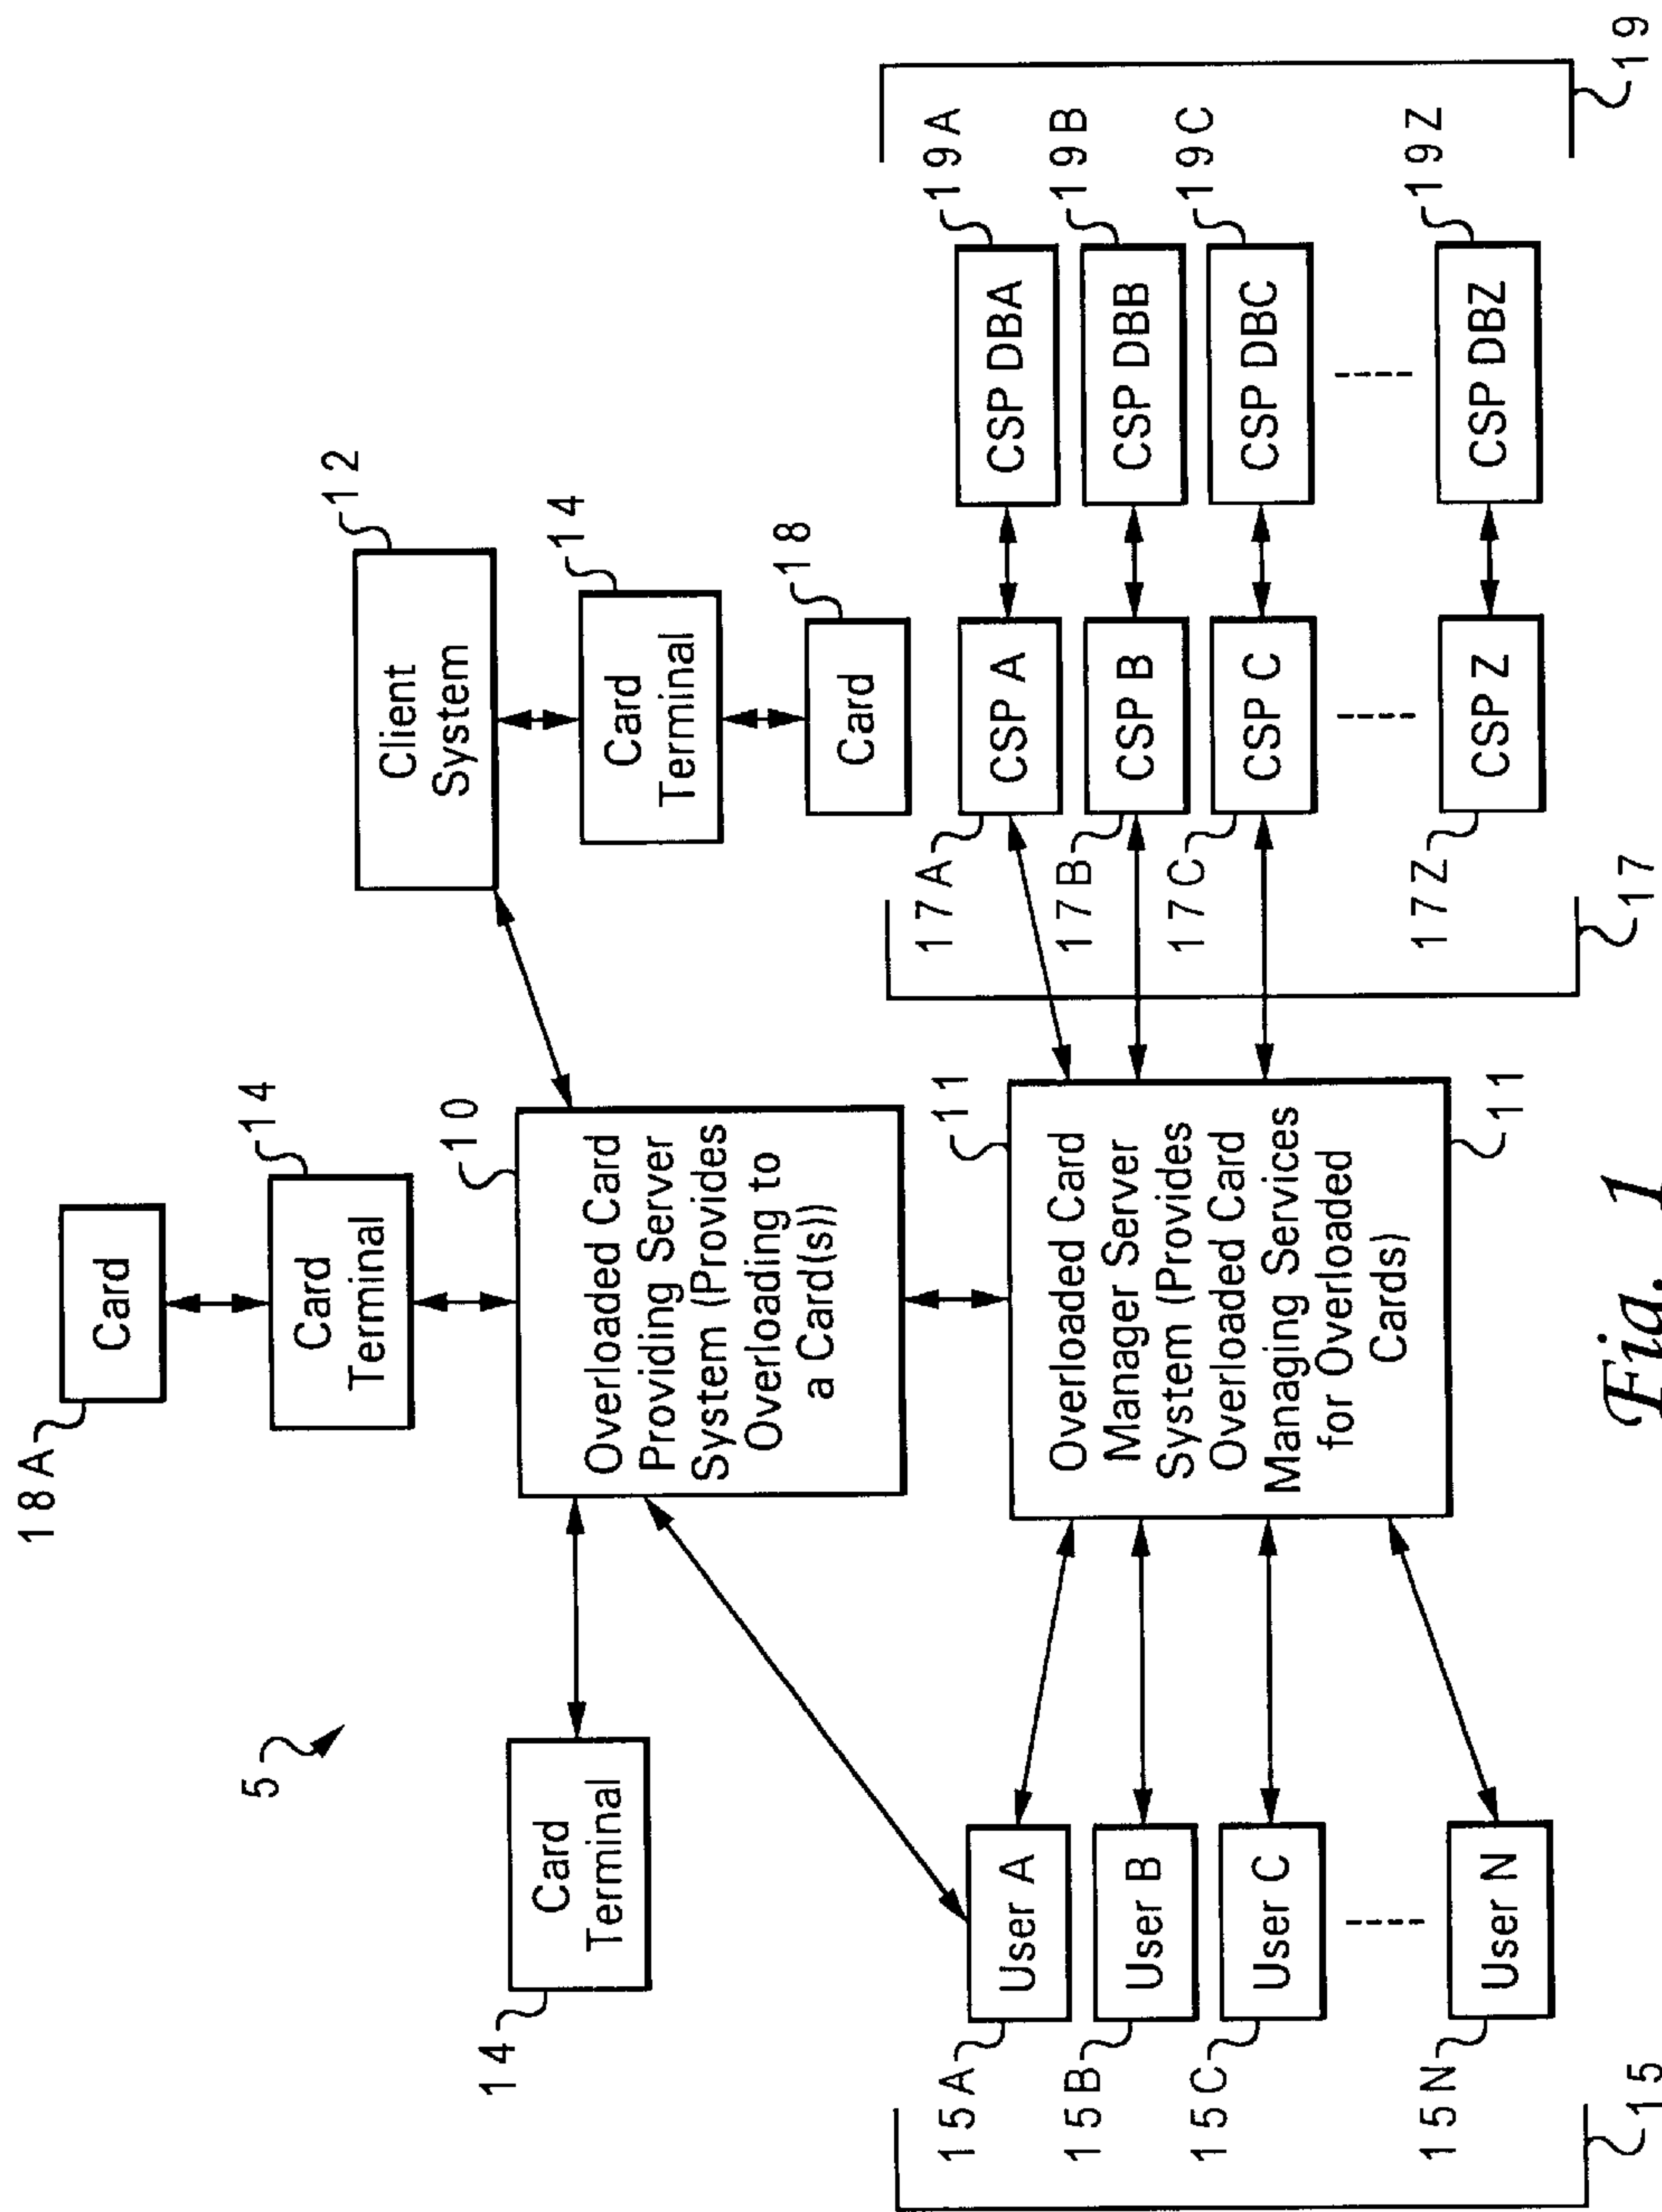 18A
Card
14
Card
Terminal
5
14
Card
Terminal
10
Overloaded Card
Providing Server
System (Provides
Overloading to
a Card(s))
12
Client
System
14
Card
Terminal
18
Card
11
Overloaded Card
Manager Server
System (Provides
Overloaded Card
Managing Services
for Overloaded
Cards)
11
15A
User A
15B
User B
15C
User C
15N
User N
15
17A
CSP A
17B
CSP B
17C
CSP C
17Z
CSP Z
17
19A
CSP DBA
19B
CSP DBB
19C
CSP DBC
19Z
CSP DBZ
19
Fig. 1